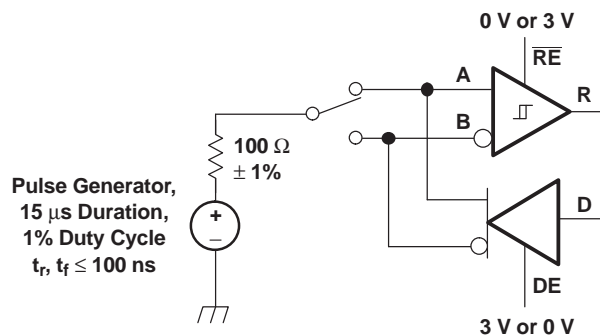 0 V or 3 V
RE
A
R
B
100 Ω
± 1%
Pulse Generator,
15 μs Duration,
1% Duty Cycle
tr, tf ≤ 100 ns
+
–
D
DE
3 V or 0 V